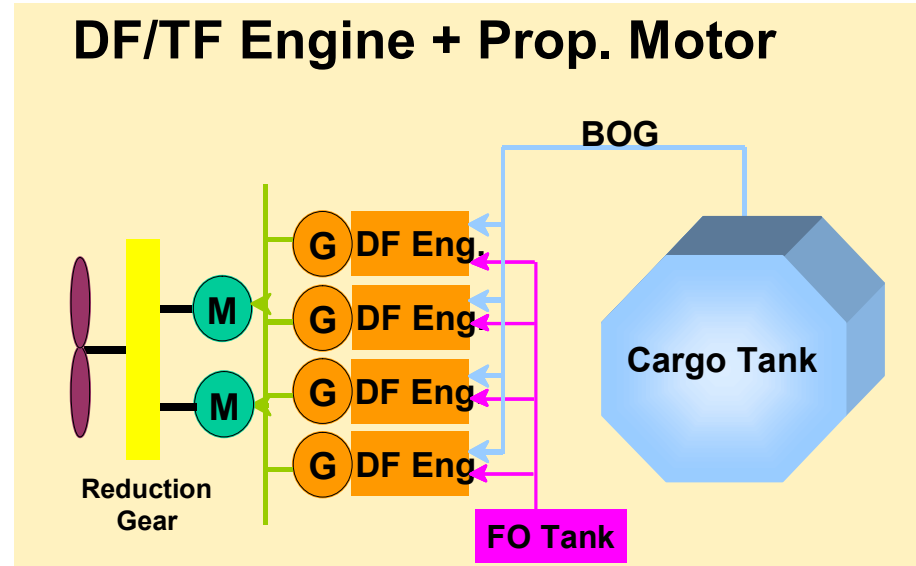 DF/TF Engine + Prop. Motor
BOG
G DF Eng.
M
G DF Eng.
Cargo Tank
G DF Eng.
M
G DF Eng
Reduction
Gear
FO Tank